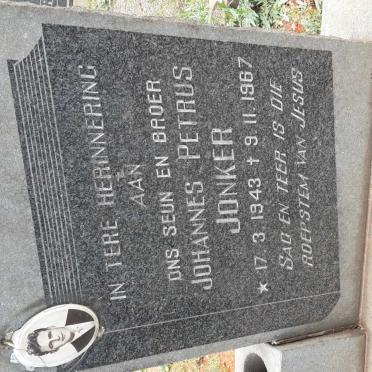 IN TERE HERINNERING
AAN
ONS SEUN EN BROER
JOHANNES PETRUS
JONKER
★ 17.3.1943 ✝ 9.11.1967
SAG EN TEER IS DIE
ROEPSTEM VAN JESUS